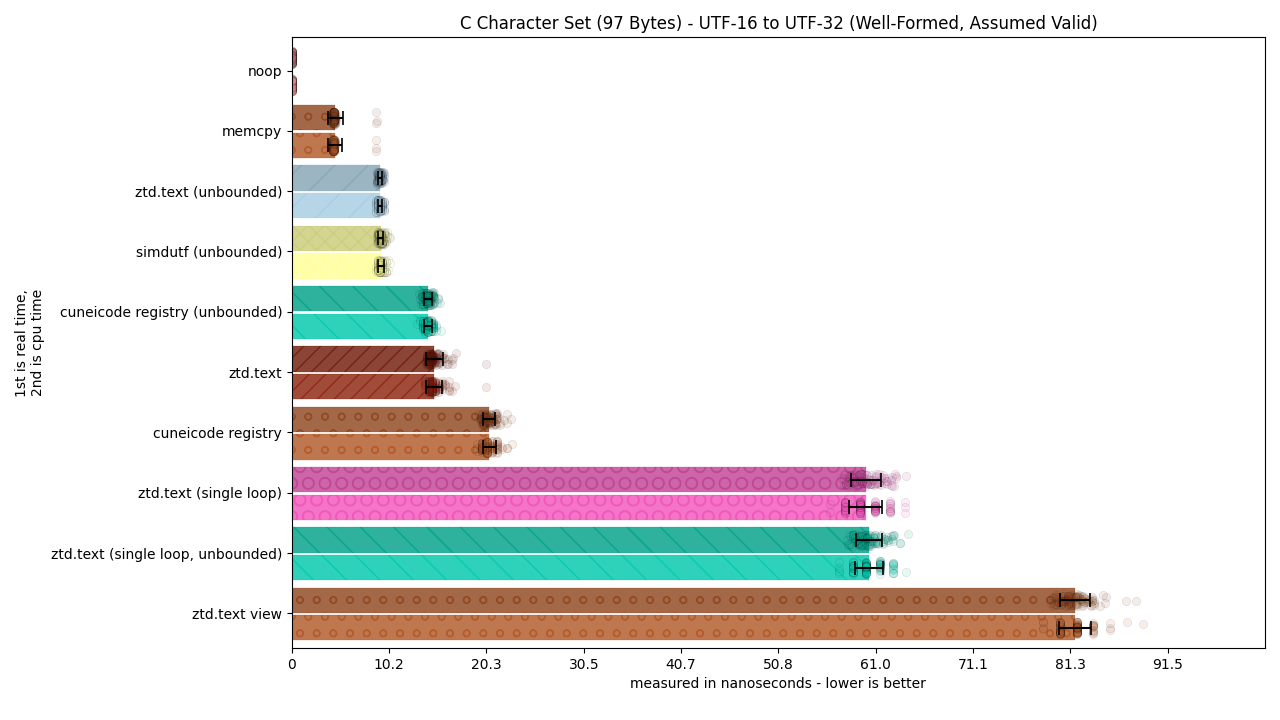 C Character Set (97 Bytes) - UTF-16 to UTF-32 (Well-Formed, Assumed Valid)
1st is real time,
2nd is cpu time
noop
memcpy
ztd.text (unbounded)
simdutf (unbounded)
cuneicode registry (unbounded)
ztd.text
cuneicode registry
ztd.text (single loop)
ztd.text (single loop, unbounded)
ztd.text view
0 10.2 20.3 30.5 40.7 50.8 61.0 71.1 81.3 91.5
measured in nanoseconds - lower is better